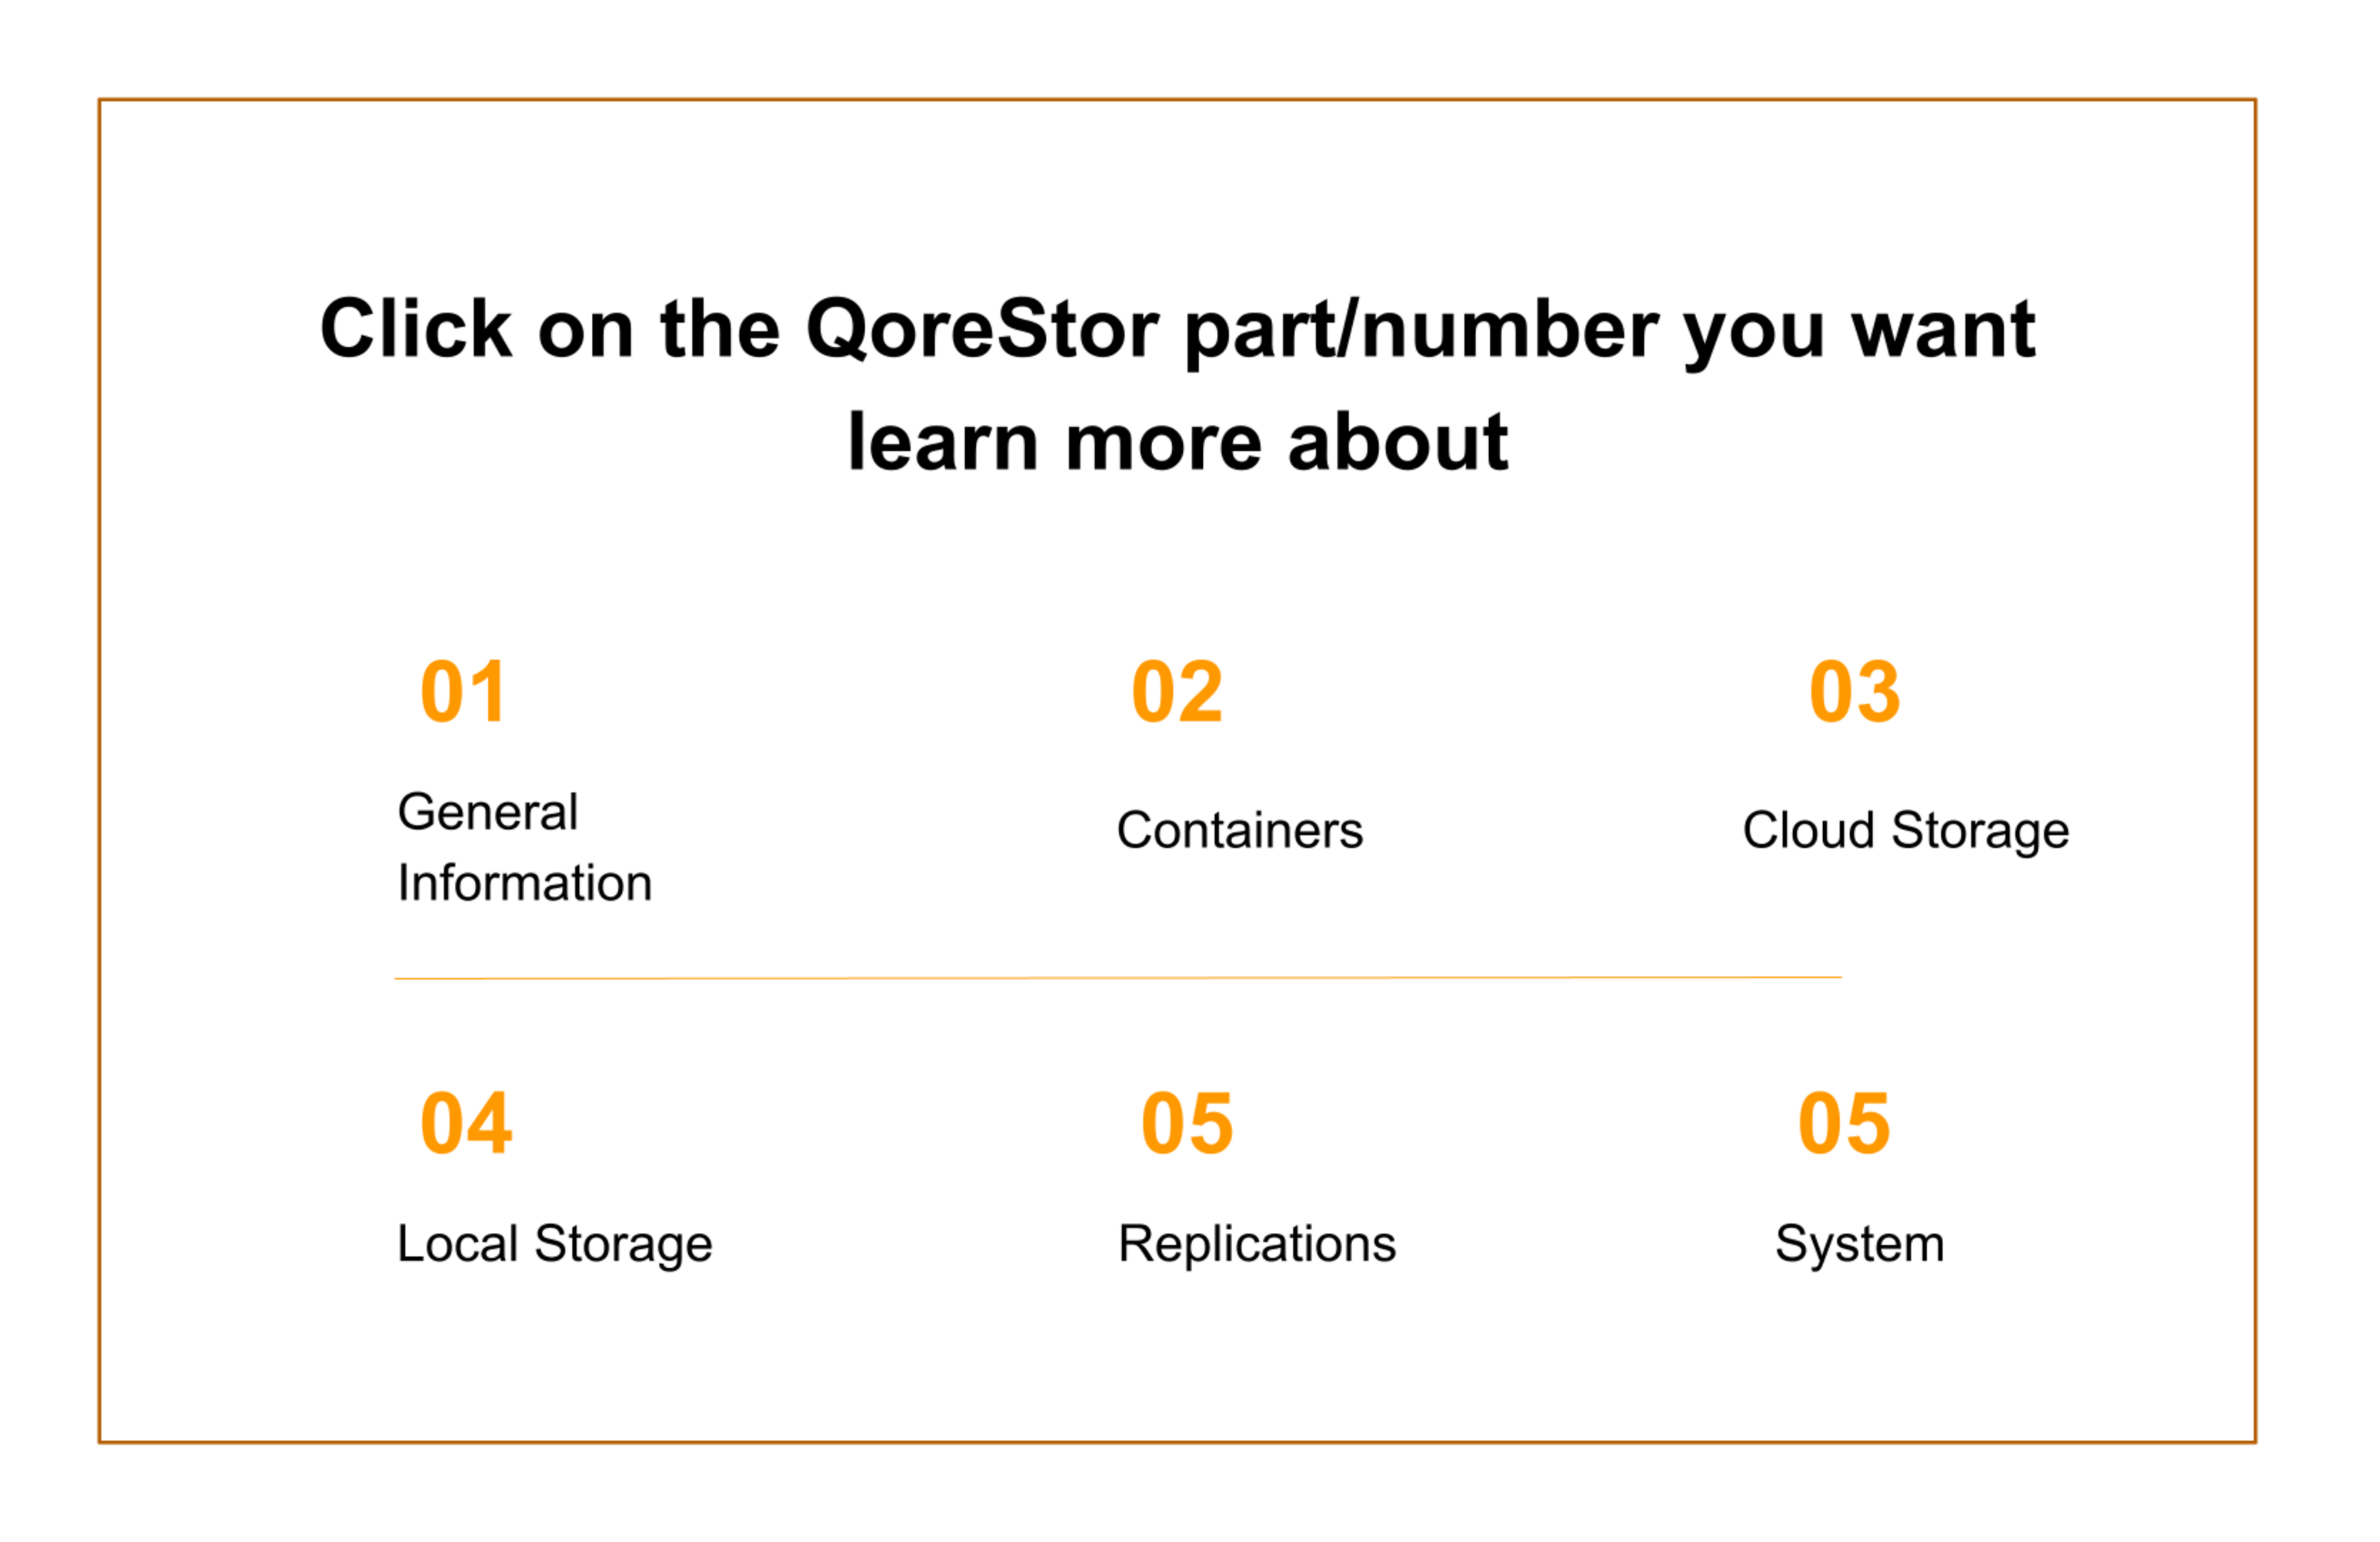 Click on the QoreStor part/number you want
learn more about
01
02
03
General
Information
Containers
Cloud Storage
04
05
05
Local Storage
Replications
System